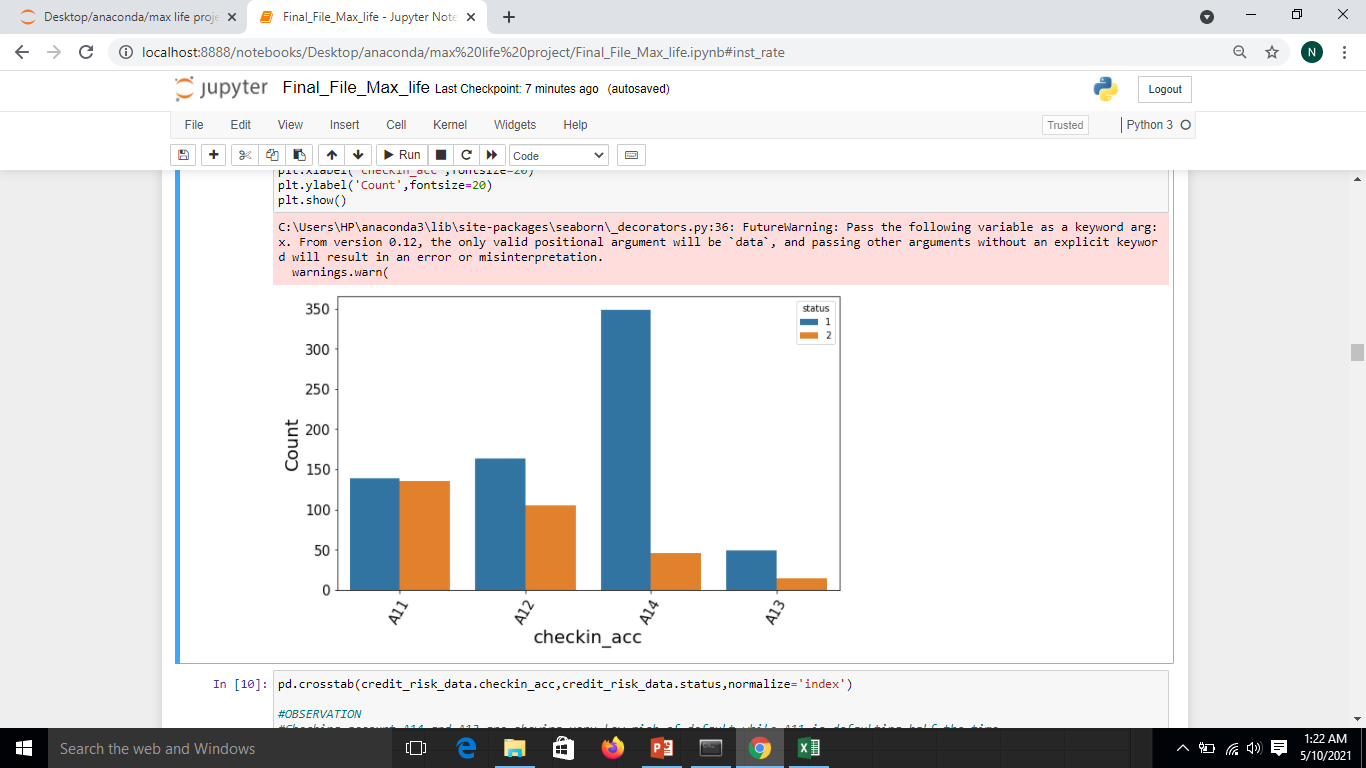 Desktop/anaconda/max life proje
Final_File_Max_life - Jupyter Note
localhost:8888/notebooks/Desktop/anaconda/max%20life%20project/Final_File_Max_life.ipynb#inst_rate
N
jupyter Final_File_Max_life Last Checkpoint: 7 minutes ago (autosaved)
Logout
File Edit View Insert Cell Kernel Widgets Help
Trusted
Python 3
Run
Code
plt.xlabel('checkin_acc',fontsize=20)
plt.ylabel('Count',fontsize=20)
plt.show()
C:\Users\HP\anaconda3\lib\site-packages\seaborn\_decorators.py:36: FutureWarning: Pass the following variable as a keyword arg:
x. From version 0.12, the only valid positional argument will be `data`, and passing other arguments without an explicit keywor
d will result in an error or misinterpretation.
warnings.warn(
status
1
2
350
300
250
200
150
100
50
0
Count
A11 A12 A14 A13
checkin_acc
In [10]: pd.crosstab(credit_risk_data.checkin_acc,credit_risk_data.status,normalize='index')
#OBSERVATION
Search the web and Windows
1:22 AM
5/10/2021